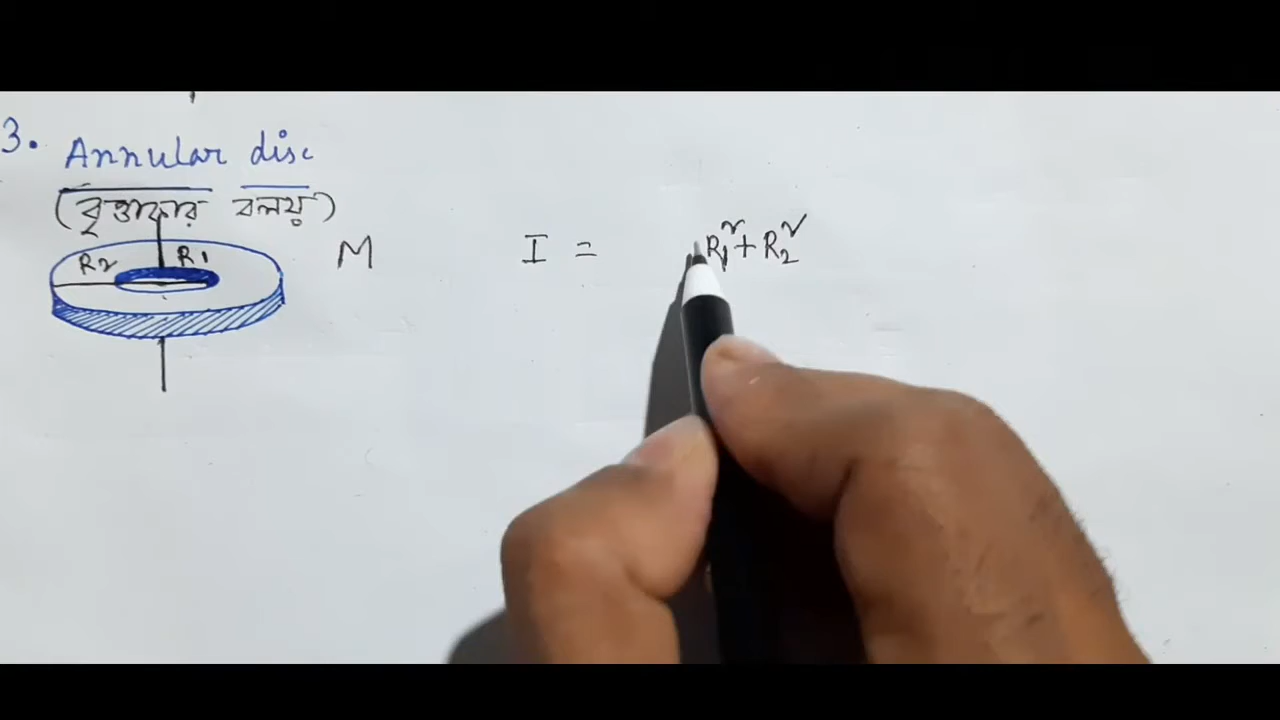 3. Annular disc
(বৃত্তাকার বলয়)
R2 R1 M I = R₁² + R₂²